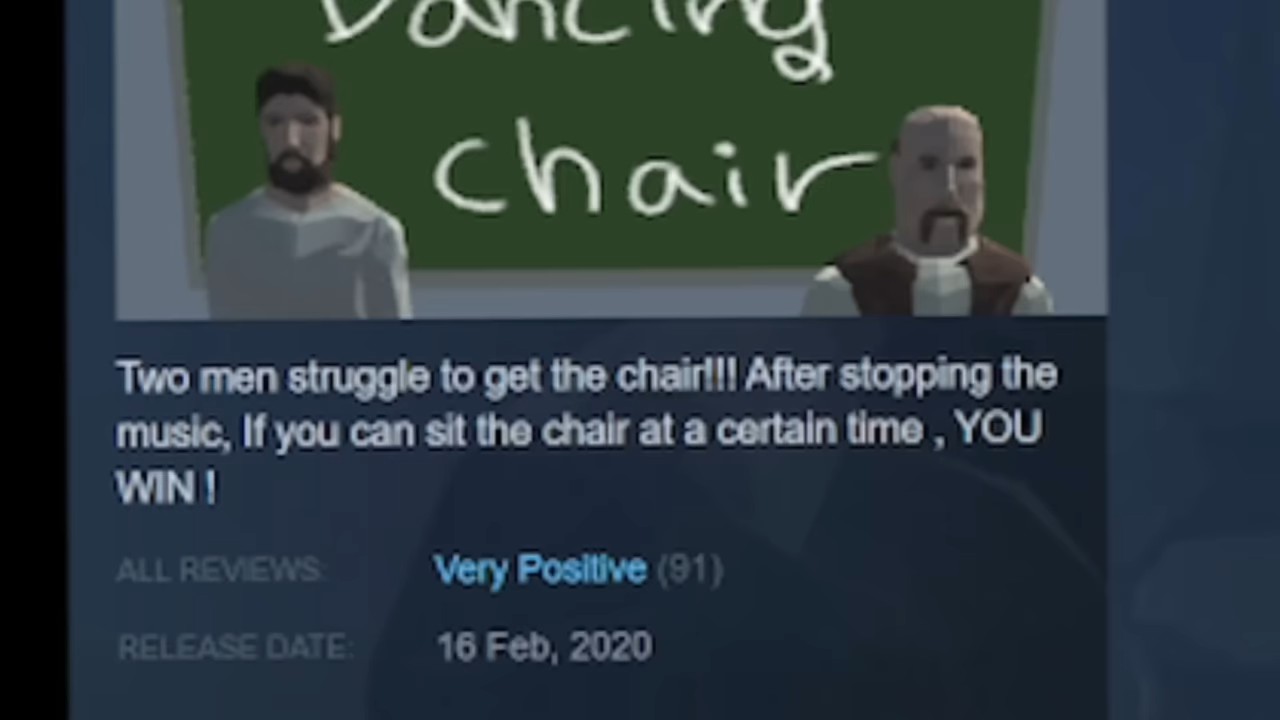 Dancing
chair
Two men struggle to get the chair!!! After stopping the
music, If you can sit the chair at a certain time , YOU
WIN !
ALL REVIEWS: Very Positive (91)
RELEASE DATE: 16 Feb, 2020